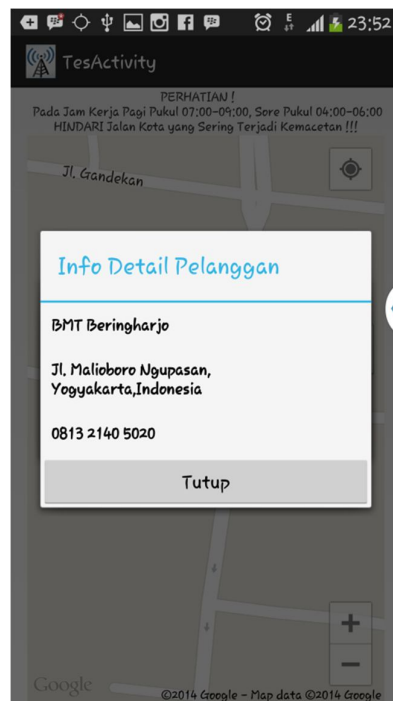 E 23:52
TesActivity
PERHATIAN !
Pada Jam Kerja Pagi Pukul 07:00-09:00, Sore Pukul 04:00-06:00
HINDARI Jalan Kota yang Sering Terjadi Kemacetan !!!
Jl. Gandekan
Info Detail Pelanggan
BMT Beringharjo
Jl. Malioboro Ngupasan,
Yogyakarta,Indonesia
0813 2140 5020
Tutup
Google
©2014 Google - Map data ©2014 Google